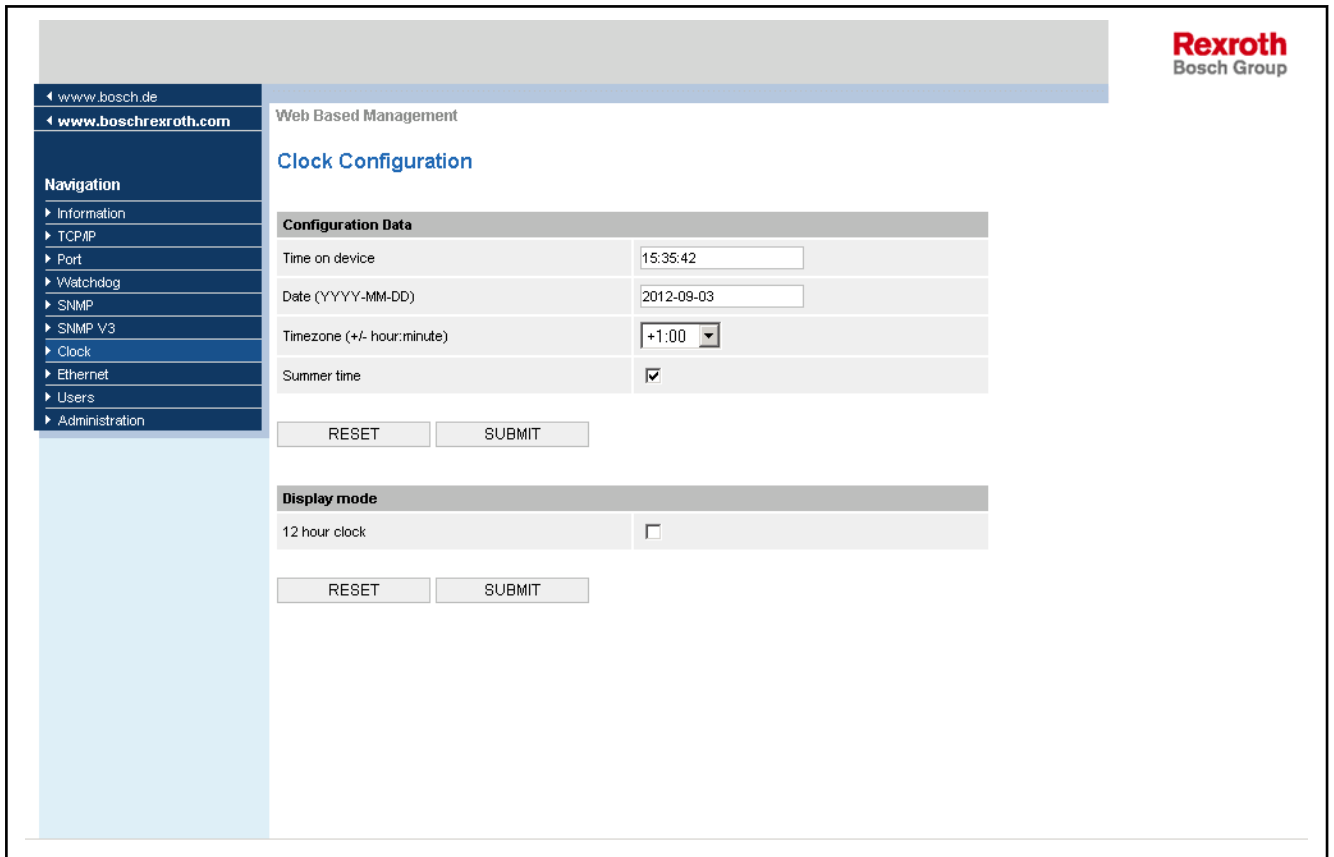 Rexroth
Bosch Group
www.bosch.de
www.boschrexroth.com
Navigation
Information
TCP/IP
Port
Watchdog
SNMP
SNMP V3
Clock
Ethernet
Users
Administration
Web Based Management
Clock Configuration
Configuration Data
Time on device 15:35:42
Date (YYYY-MM-DD) 2012-09-03
Timezone (+/- hour:minute) +1:00
Summer time
RESET SUBMIT
Display mode
12 hour clock
RESET SUBMIT